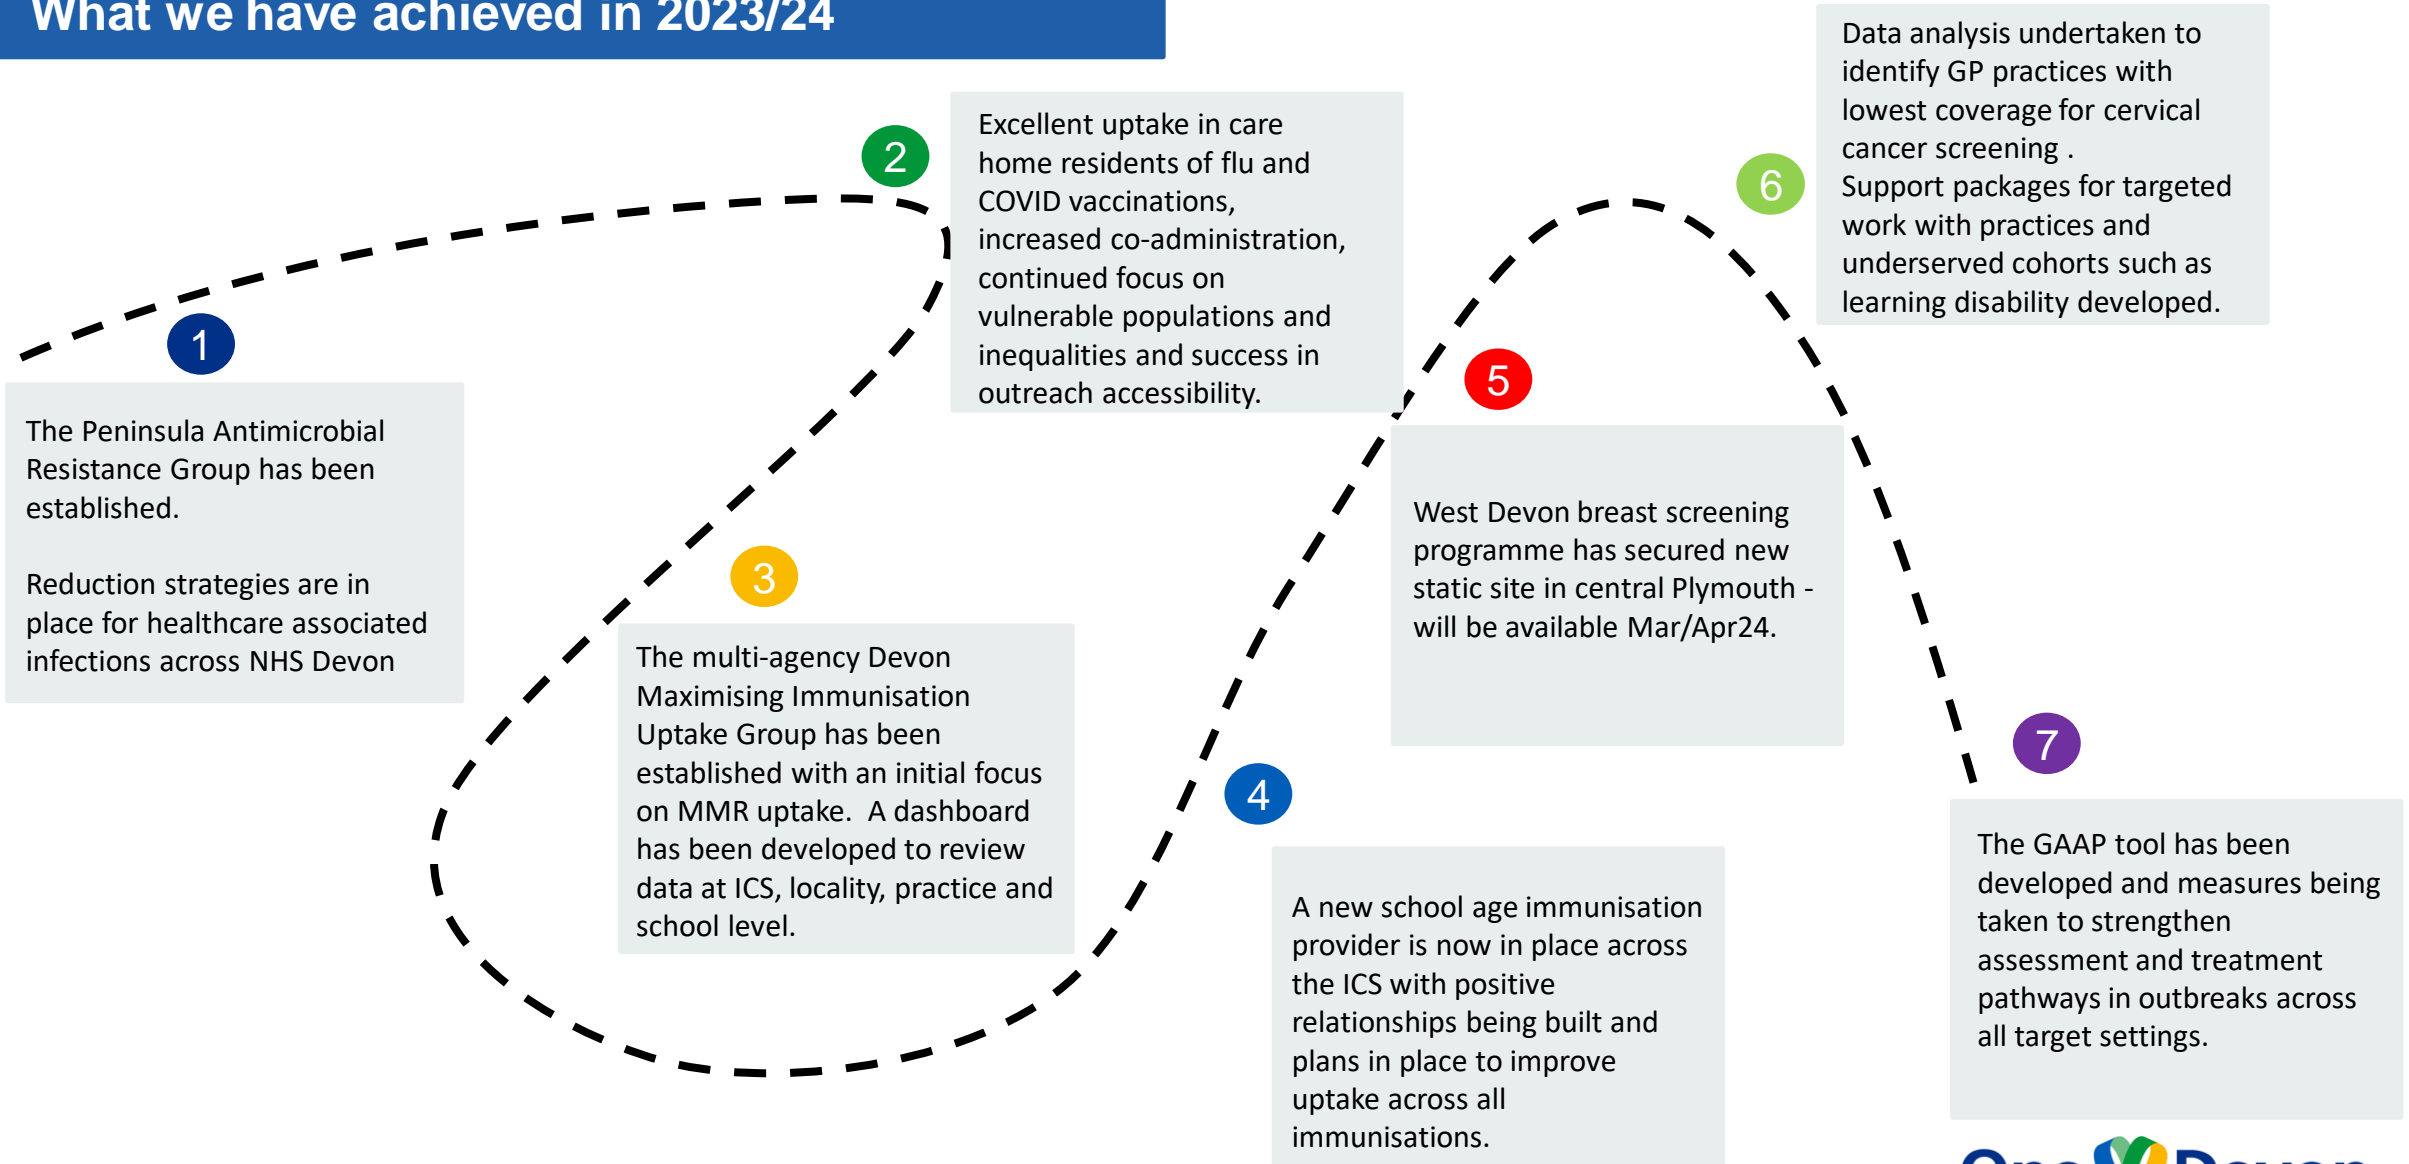 What we have achieved in 2023/24
1
The Peninsula Antimicrobial
Resistance Group has been
established.
Reduction strategies are in
place for healthcare associated
infections across NHS Devon
2
Excellent uptake in care
home residents of flu and
COVID vaccinations,
increased co-administration,
continued focus on
vulnerable populations and
inequalities and success in
outreach accessibility.
3
The multi-agency Devon
Maximising Immunisation
Uptake Group has been
established with an initial focus
on MMR uptake.  A dashboard
has been developed to review
data at ICS, locality, practice and
school level.
4
A new school age immunisation
provider is now in place across
the ICS with positive
relationships being built and
plans in place to improve
uptake across all
immunisations.
5
West Devon breast screening
programme has secured new
static site in central Plymouth -
will be available Mar/Apr24.
6
Data analysis undertaken to
identify GP practices with
lowest coverage for cervical
cancer screening .
Support packages for targeted
work with practices and
underserved cohorts such as
learning disability developed.
7
The GAAP tool has been
developed and measures being
taken to strengthen
assessment and treatment
pathways in outbreaks across
all target settings.
One Devon